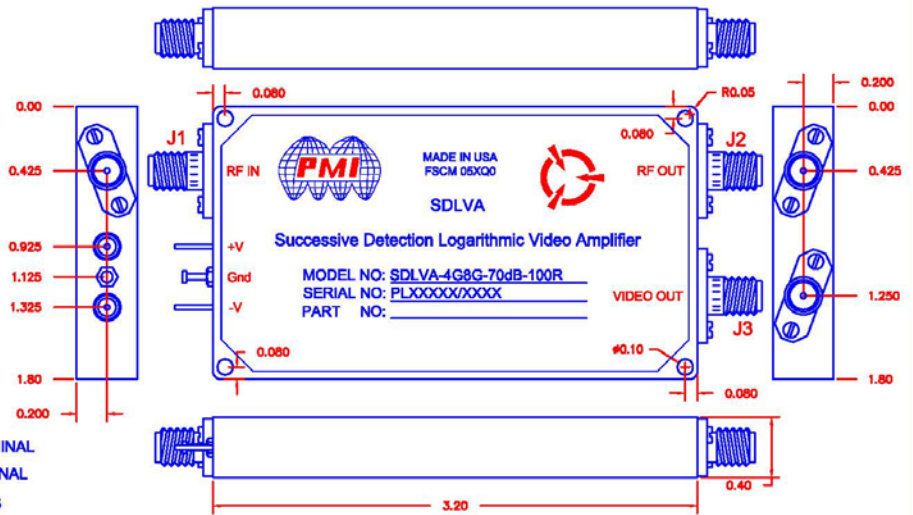 0.080
R0.05
0.200
0.00
0.00
J1
0.080
J2
RF IN
PMI
MADE IN USA
FSCM 05XQ0
RF OUT
0.425
0.425
SDLVA
0.925
+V
Successive Detection Logarithmic Video Amplifier
1.125
Gnd
MODEL NO: SDLVA-4G8G-70dB-100R
1.325
-V
SERIAL NO: PLXXXXX/XXXX
VIDEO OUT
1.250
PART NO:
J3
0.080
ø0.10
1.80
1.80
0.080
0.200
INAL
NAL
0.40
3.20